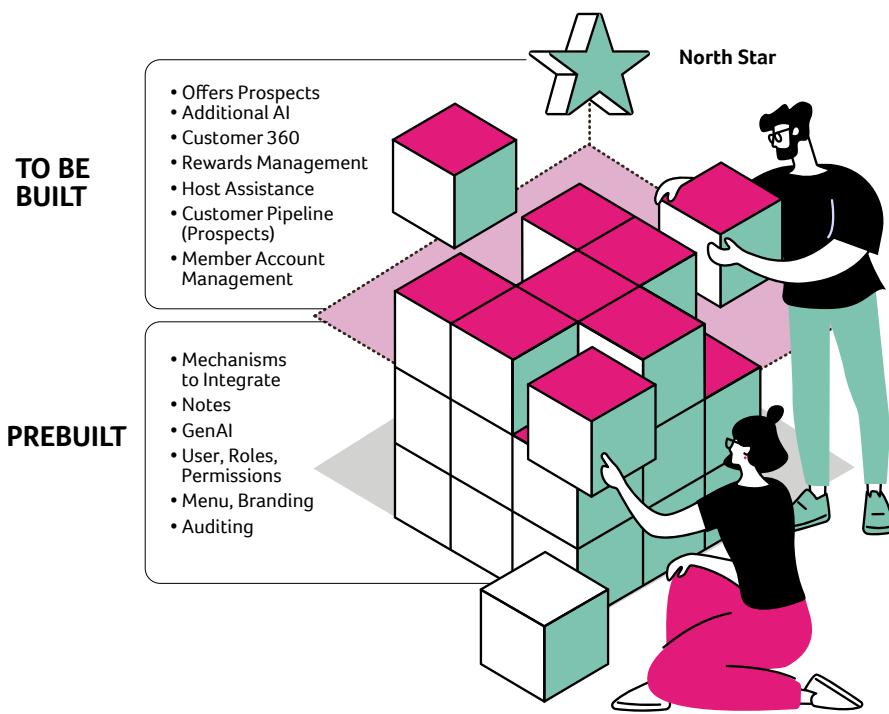 North Star
TO BE
BUILT
• Offers Prospects
• Additional AI
• Customer 360
• Rewards Management
• Host Assistance
• Customer Pipeline
(Prospects)
• Member Account
Management
PREBUILT
• Mechanisms
to Integrate
• Notes
• GenAI
• User, Roles,
Permissions
• Menu, Branding
• Auditing